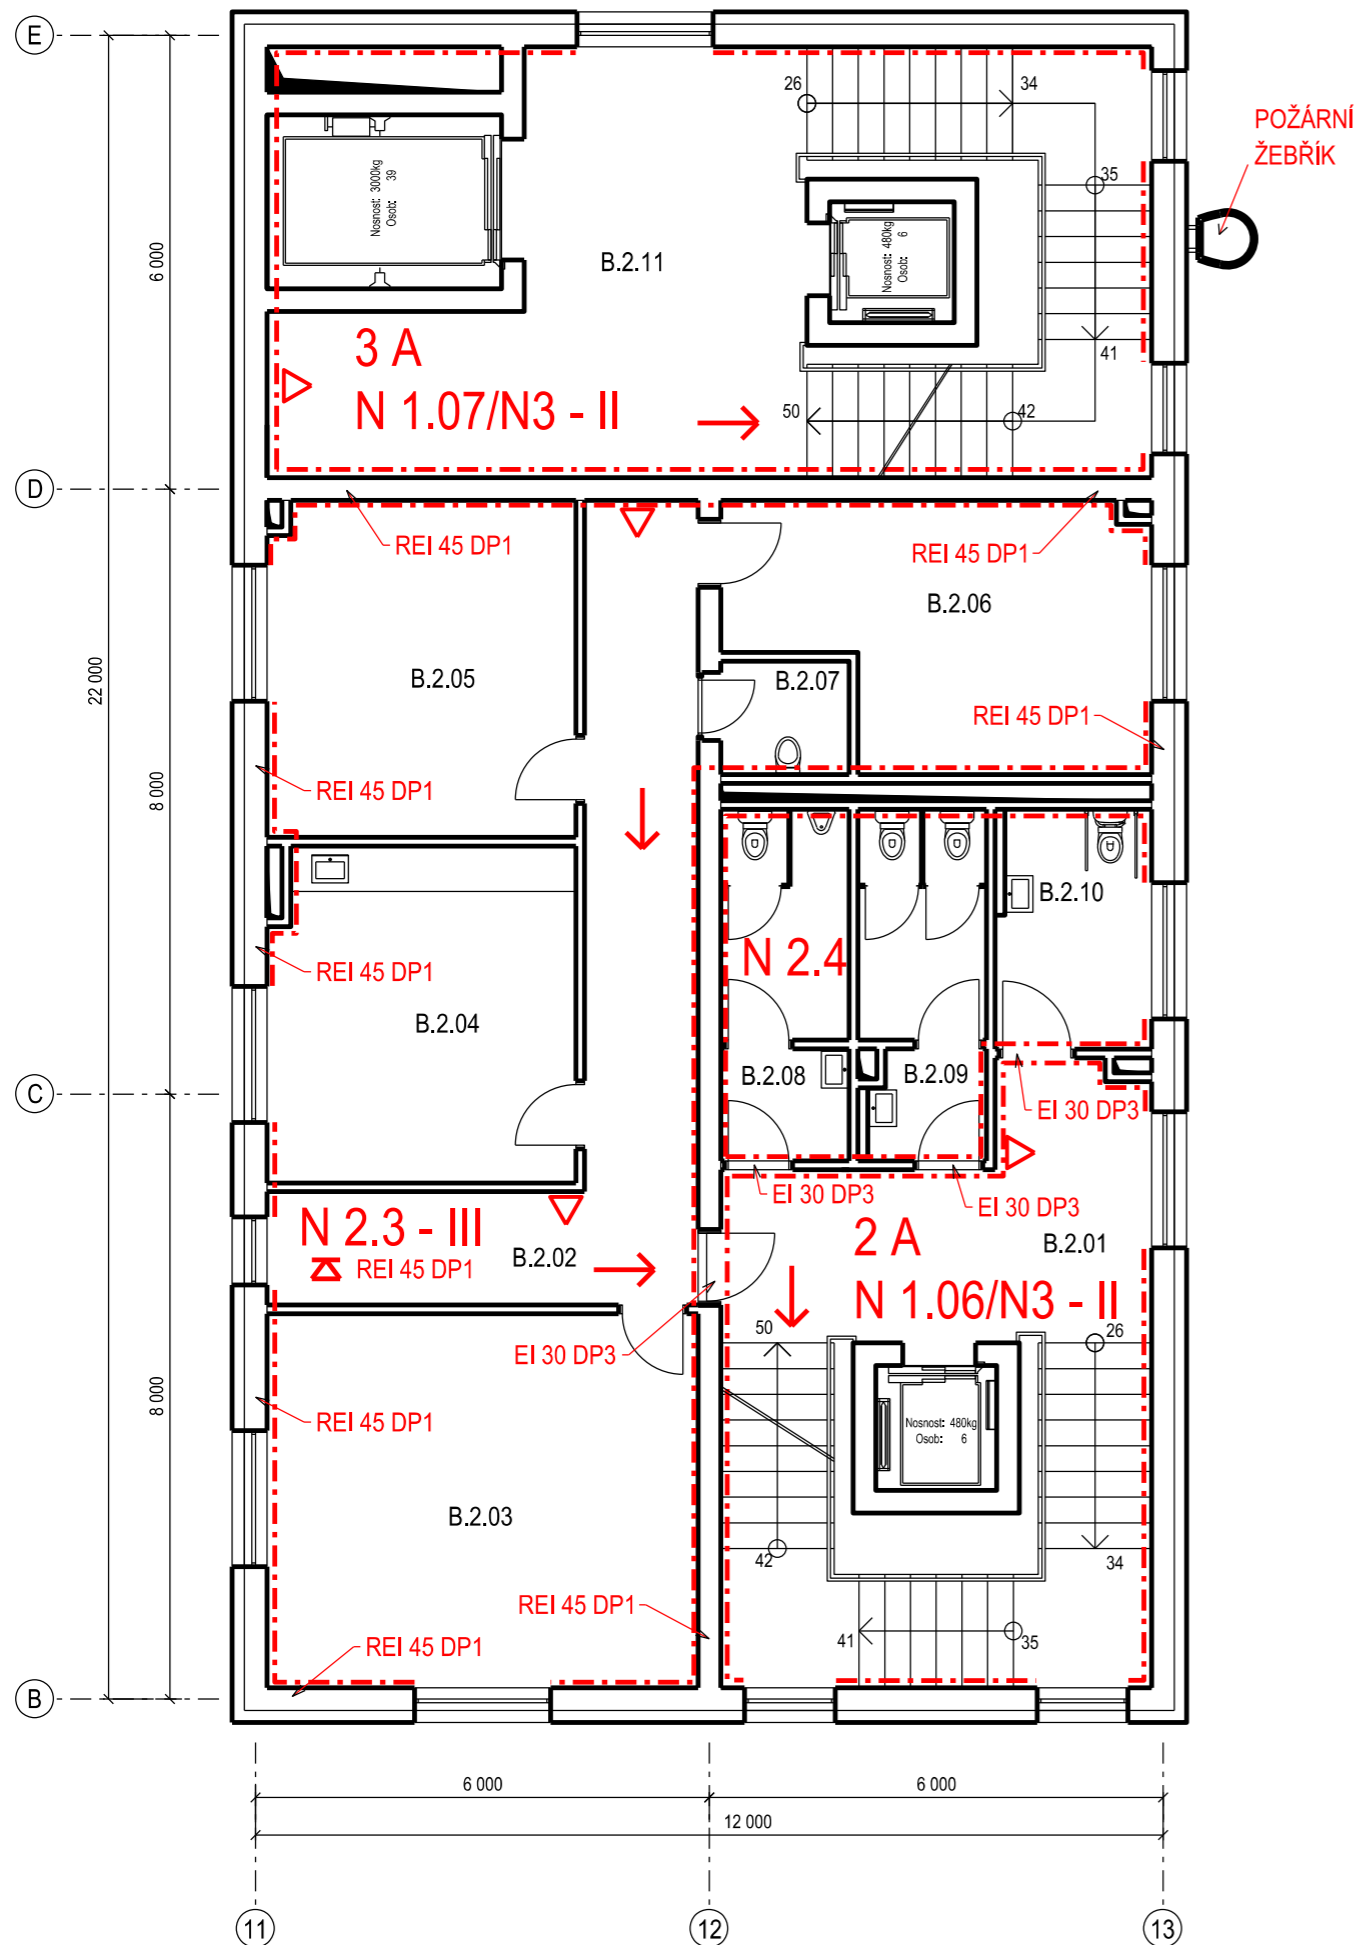 E
26
34
POŽÁRNÍ
ŽEBŘÍK
Nosnost: 3000kg
Osob: 39
35
6 000
B.2.11
Nosnost: 480kg
Osob: 6
3 A
41
N 1.07/N3 - II
50
42
D
REI 45 DP1
REI 45 DP1
B.2.06
22 000
B.2.05
B.2.07
REI 45 DP1
REI 45 DP1
8 000
B.2.10
N 2.4
REI 45 DP1
B.2.04
B.2.08
B.2.09
C
EI 30 DP3
EI 30 DP3
EI 30 DP3
N 2.3 - III
2 A
B.2.01
B.2.02
REI 45 DP1
N 1.06/N3 - II
50
26
EI 30 DP3
8 000
REI 45 DP1
Nosnost: 480kg
Osob: 6
B.2.03
42
34
REI 45 DP1
41
35
REI 45 DP1
B
6 000
6 000
12 000
11
12
13